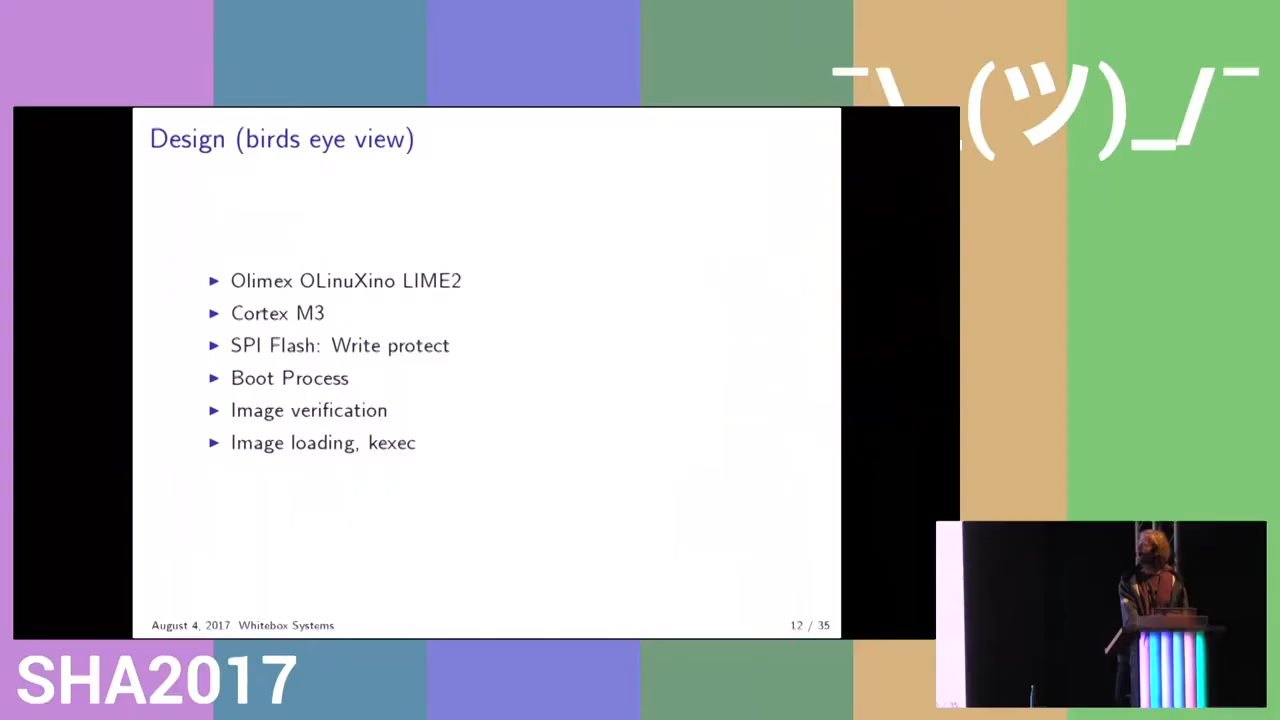 ¯\_(ツ)_/¯
Design (birds eye view)
Olimex OLinuXino LIME2
Cortex M3
SPI Flash: Write protect
Boot Process
Image verification
Image loading, kexec
August 4, 2017 Whitebox Systems
12 / 35
SHA2017